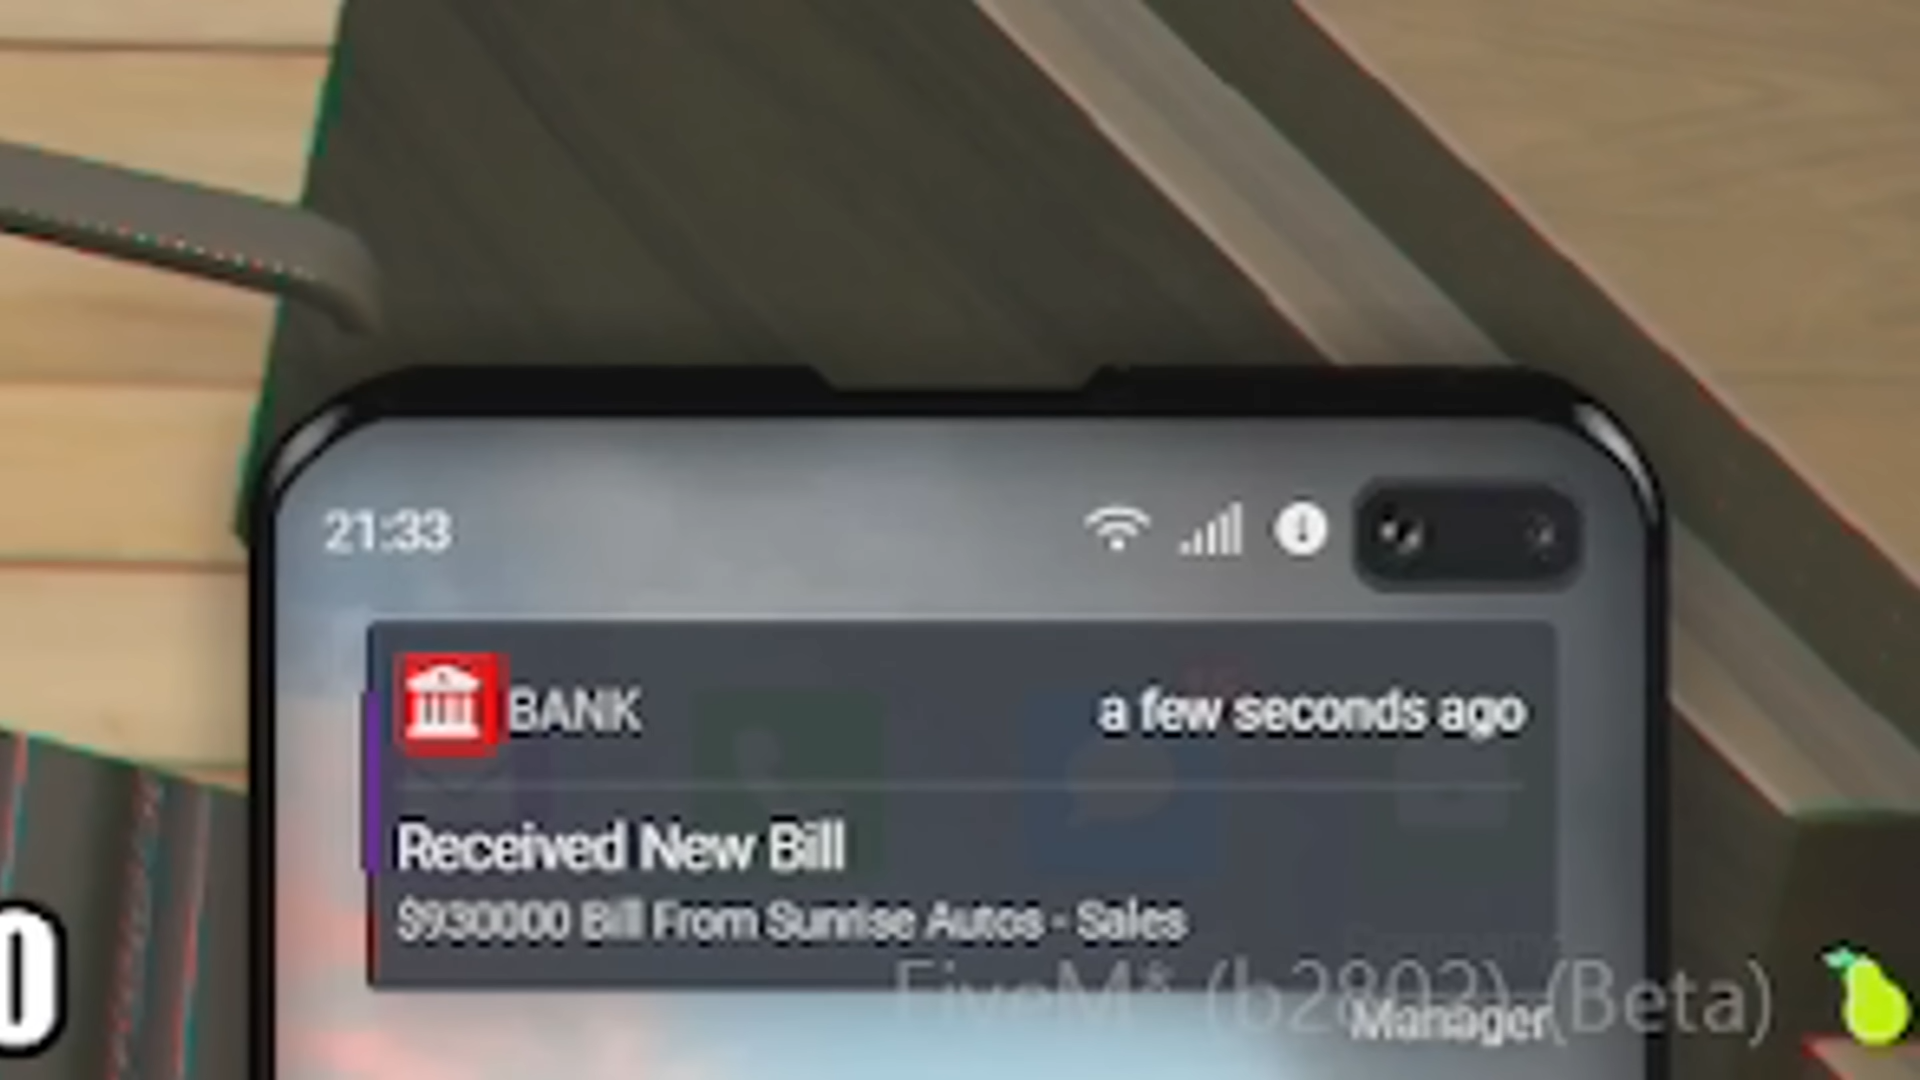 21:33
BANK
a few seconds ago
Received New Bill
$930000 Bill From Sunrise Autos - Sales
FiveM* (b2802) (Beta)
Manager
0